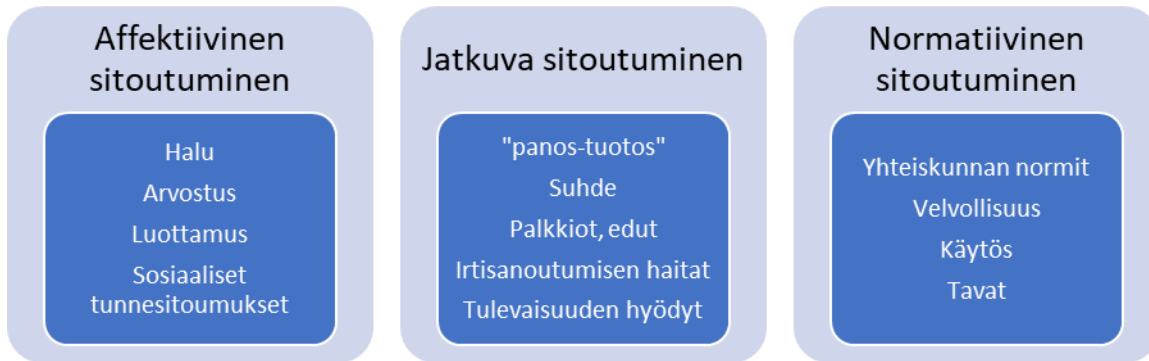 Affektiivinen
sitoutuminen
Halu
Arvostus
Luottamus
Sosiaaliset
tunnesitoumukset
Jatkuva sitoutuminen
"panos-tuotos"
Suhde
Palkkiot, edut
Irtisanoutumisen haitat
Tulevaisuuden hyödyt
Normatiivinen
sitoutuminen
Yhteiskunnan normit
Velvollisuus
Käytös
Tavat